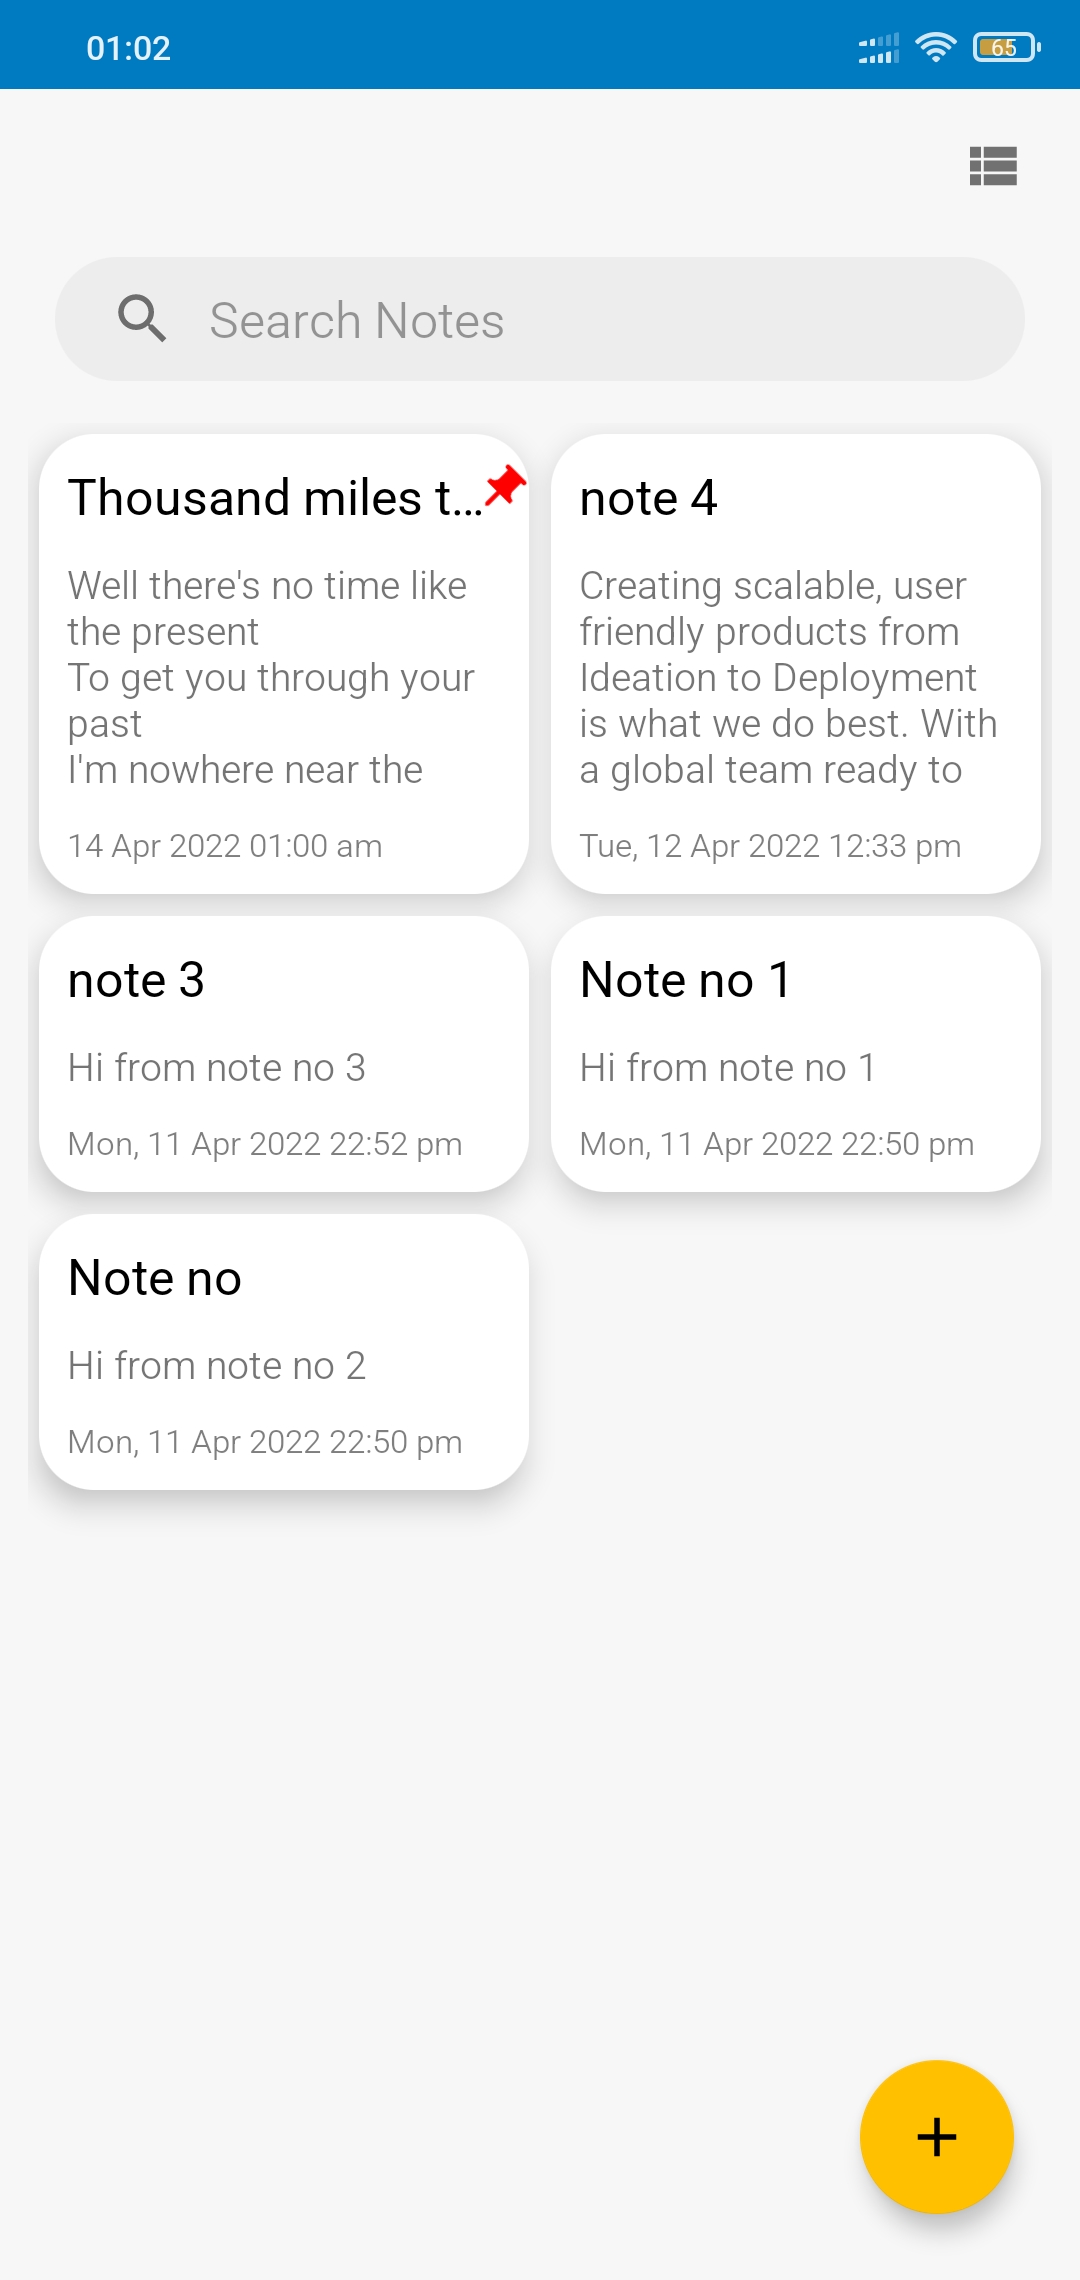 01:02
65
Search Notes
Thousand miles t...
Well there's no time like
the present
To get you through your
past
I'm nowhere near the
14 Apr 2022 01:00 am
note 4
Creating scalable, user
friendly products from
Ideation to Deployment
is what we do best. With
a global team ready to
Tue, 12 Apr 2022 12:33 pm
note 3
Hi from note no 3
Mon, 11 Apr 2022 22:52 pm
Note no 1
Hi from note no 1
Mon, 11 Apr 2022 22:50 pm
Note no
Hi from note no 2
Mon, 11 Apr 2022 22:50 pm